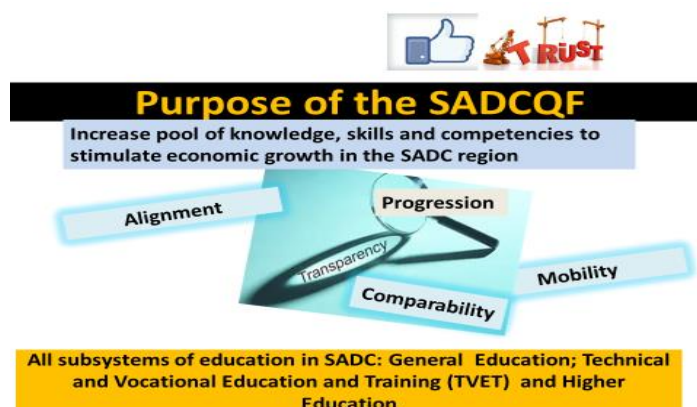 TRUST
Purpose of the SADCQF
Increase pool of knowledge, skills and competencies to
stimulate economic growth in the SADC region
Alignment
Progression
Transparency
Mobility
Comparability
All subsystems of education in SADC: General Education; Technical
and Vocational Education and Training (TVET) and Higher
Education